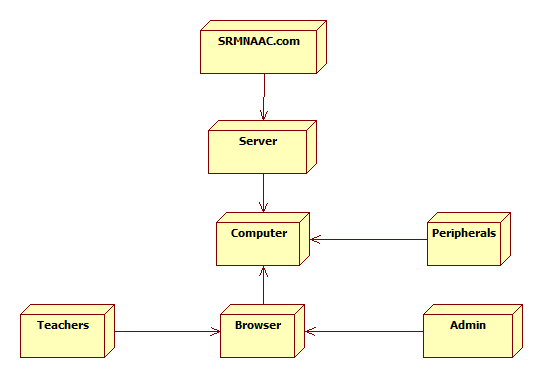 SRMNAAC.com
Server
Computer
Peripherals
Teachers
Browser
Admin